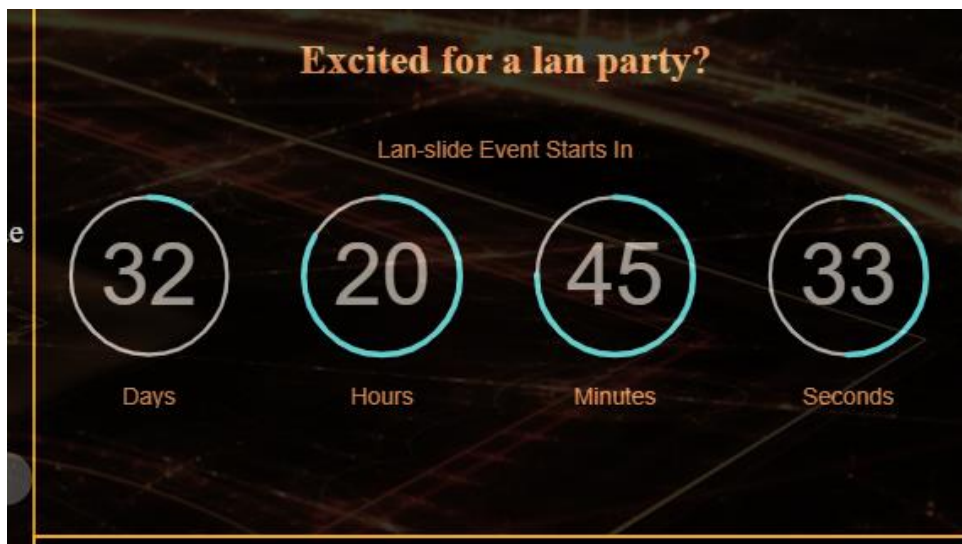 Excited for a lan party?
Lan-slide Event Starts In
e
32 20 45 33
Days Hours Minutes Seconds